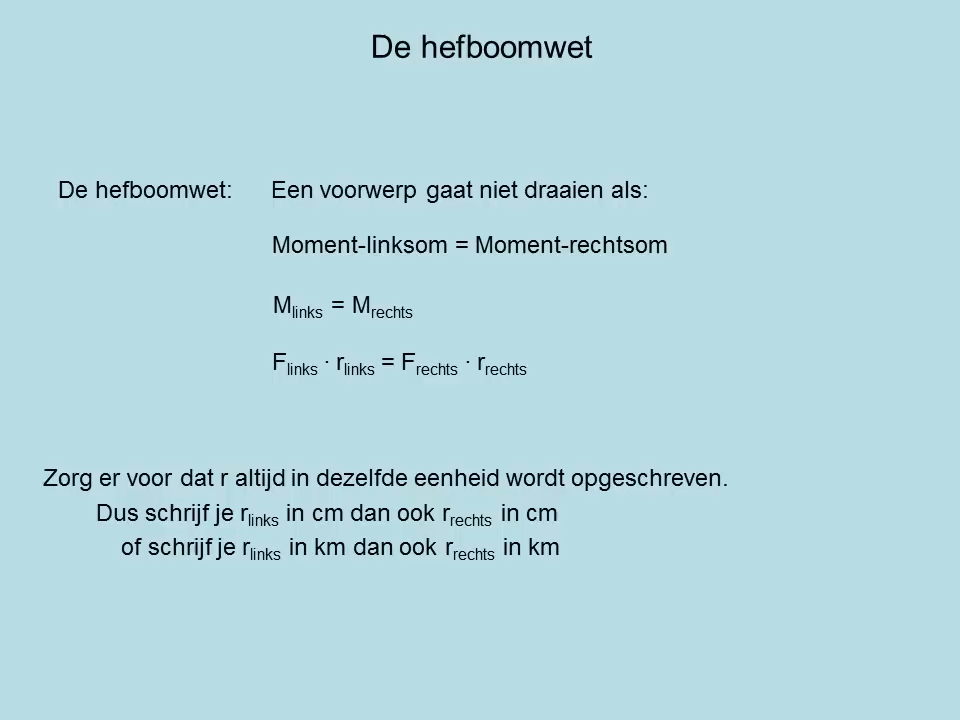 De hefboomwet
De hefboomwet: Een voorwerp gaat niet draaien als:
Moment-linksom = Moment-rechtsom
Mlinks = Mrechts
Flinks · rlinks = Frechts · rrechts
Zorg er voor dat r altijd in dezelfde eenheid wordt opgeschreven.
Dus schrijf je rlinks in cm dan ook rrechts in cm
of schrijf je rlinks in km dan ook rrechts in km